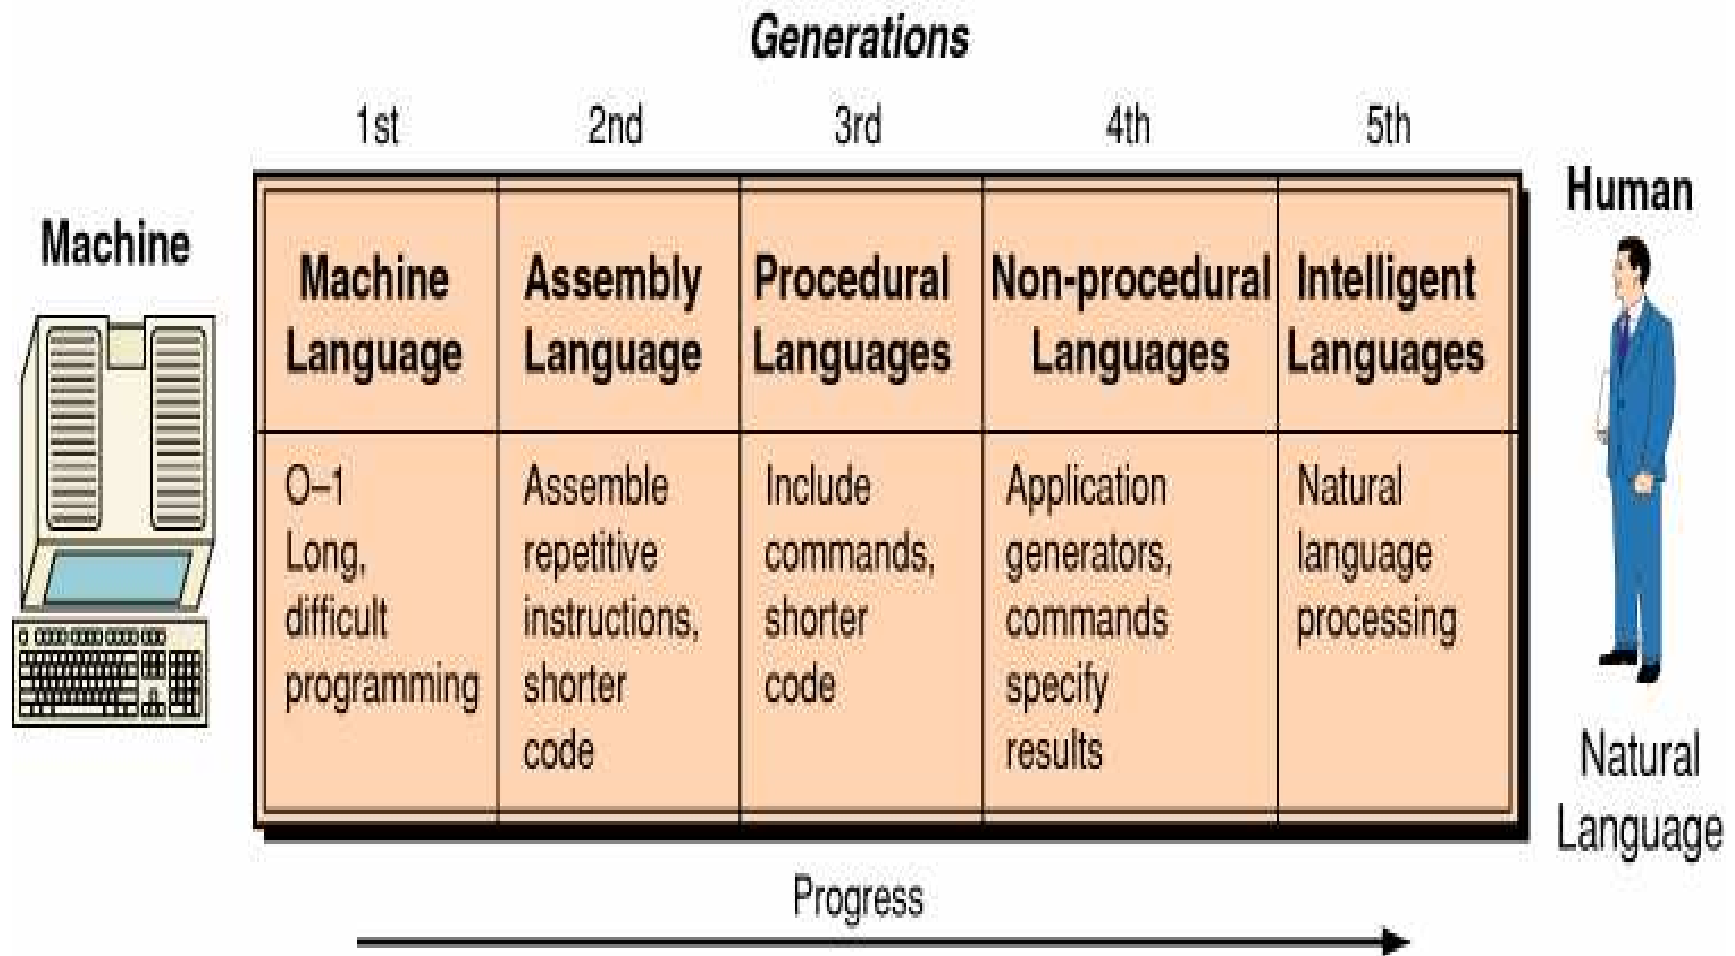 Generations
1st 2nd 3rd 4th 5th
Machine
Human
Machine
Language
Assembly
Language
Procedural
Languages
Non-procedural
Languages
Intelligent
Languages
O–1
Long,
difficult
programming
Assemble
repetitive
instructions,
shorter
code
Include
commands,
shorter
code
Application
generators,
commands
specify
results
Natural
language
processing
Natural
Language
Progress